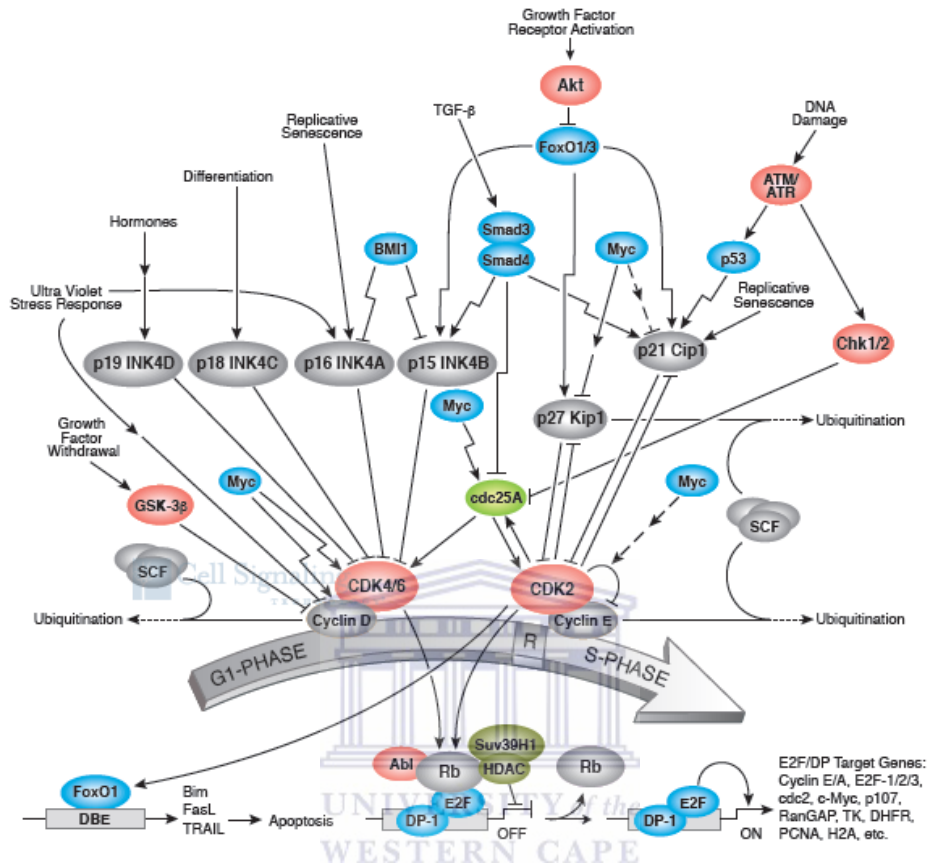 Growth Factor
Receptor Activation
Akt
TGF-β
DNA
Damage
Replicative
Senescence
FoxO1/3
ATM/
ATR
Differentiation
Hormones
Smad3
Smad4
BMI1
Myc
p53
Ultra Violet
Stress Response
Replicative
Senescence
p19 INK4D
p18 INK4C
p16 INK4A
p15 INK4B
p21 Cip1
Chk1/2
Myc
p27 Kip1
Ubiquitination
Growth
Factor
Withdrawal
Myc
cdc25A
Myc
GSK-3β
SCF
SCF
Cell Signaling
CDK4/6
CDK2
Ubiquitination
Cyclin D
Cyclin E
Ubiquitination
G1-PHASE
R
S-PHASE
Abl
Rb
Suv39H1
HDAC
Rb
E2F/DP Target Genes:
Cyclin E/A, E2F-1/2/3,
cdc2, c-Myc, p107,
RanGAP, TK, DHFR,
PCNA, H2A, etc.
FoxO1
DBE
Bim
FasL
TRAIL
Apoptosis
E2F
DP-1
OFF
E2F
DP-1
ON
UNIVERSITY of the
WESTERN CAPE